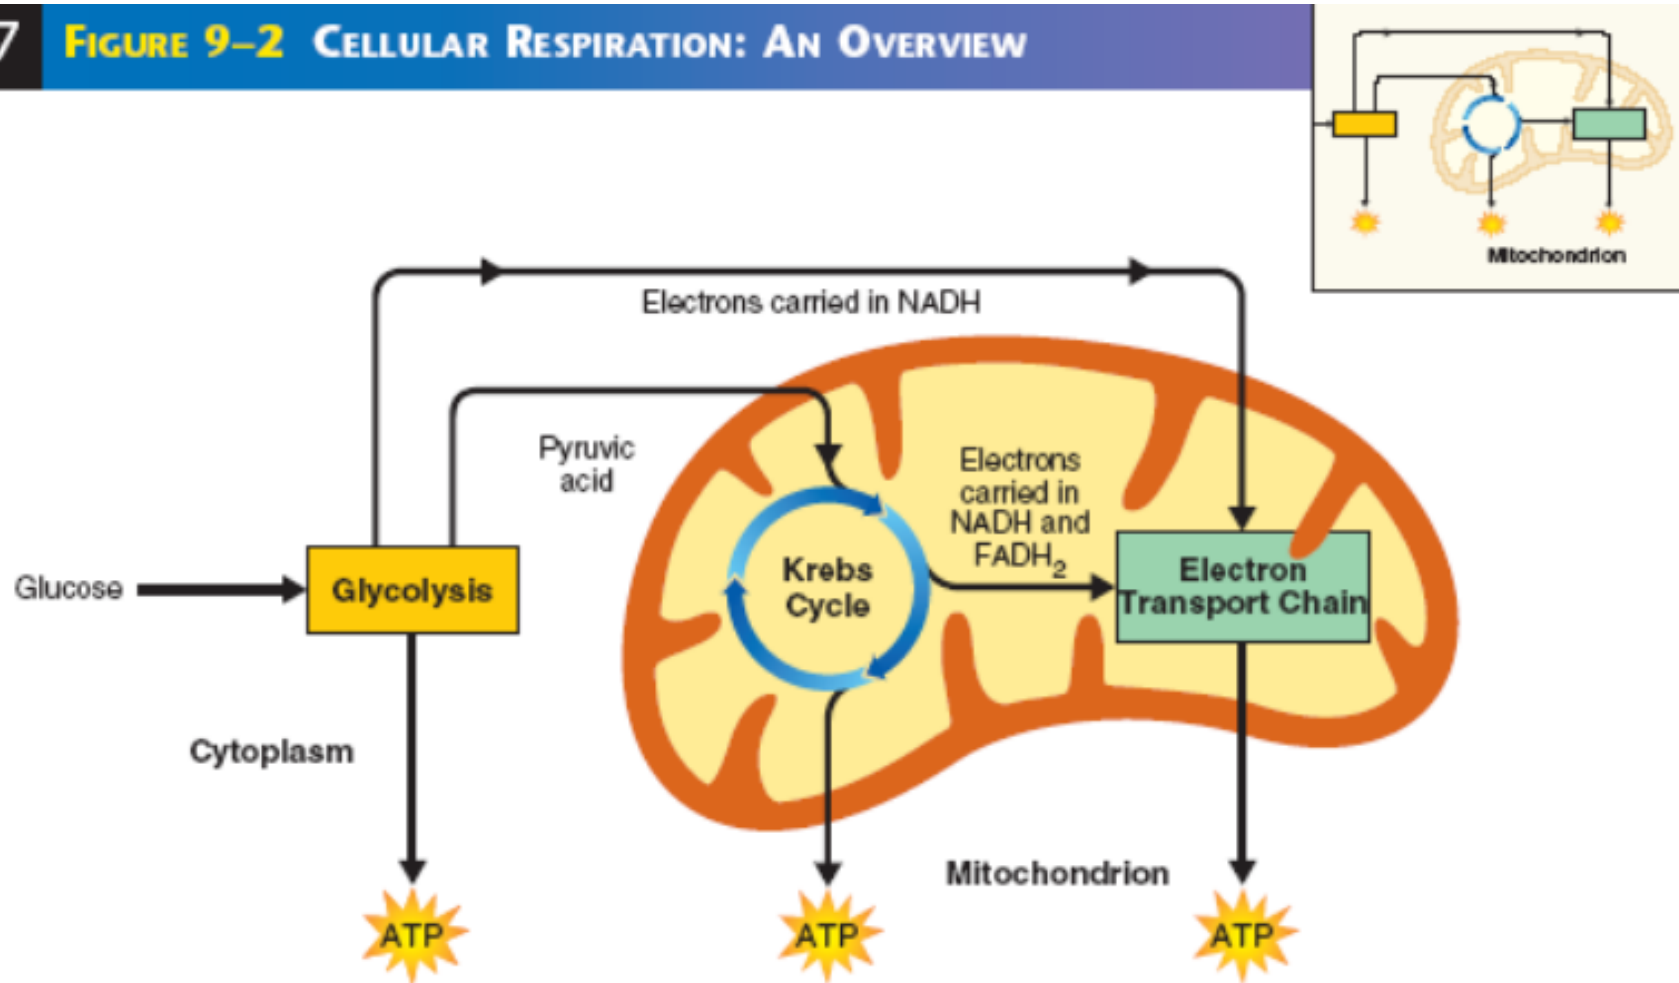 7
FIGURE 9–2 CELLULAR RESPIRATION: AN OVERVIEW
Mitochondrion
Electrons carried in NADH
Pyruvic
acid
Electrons
carried in
NADH and
FADH2
Glucose
Glycolysis
Krebs
Cycle
Electron
Transport Chain
Cytoplasm
Mitochondrion
ATP
ATP
ATP